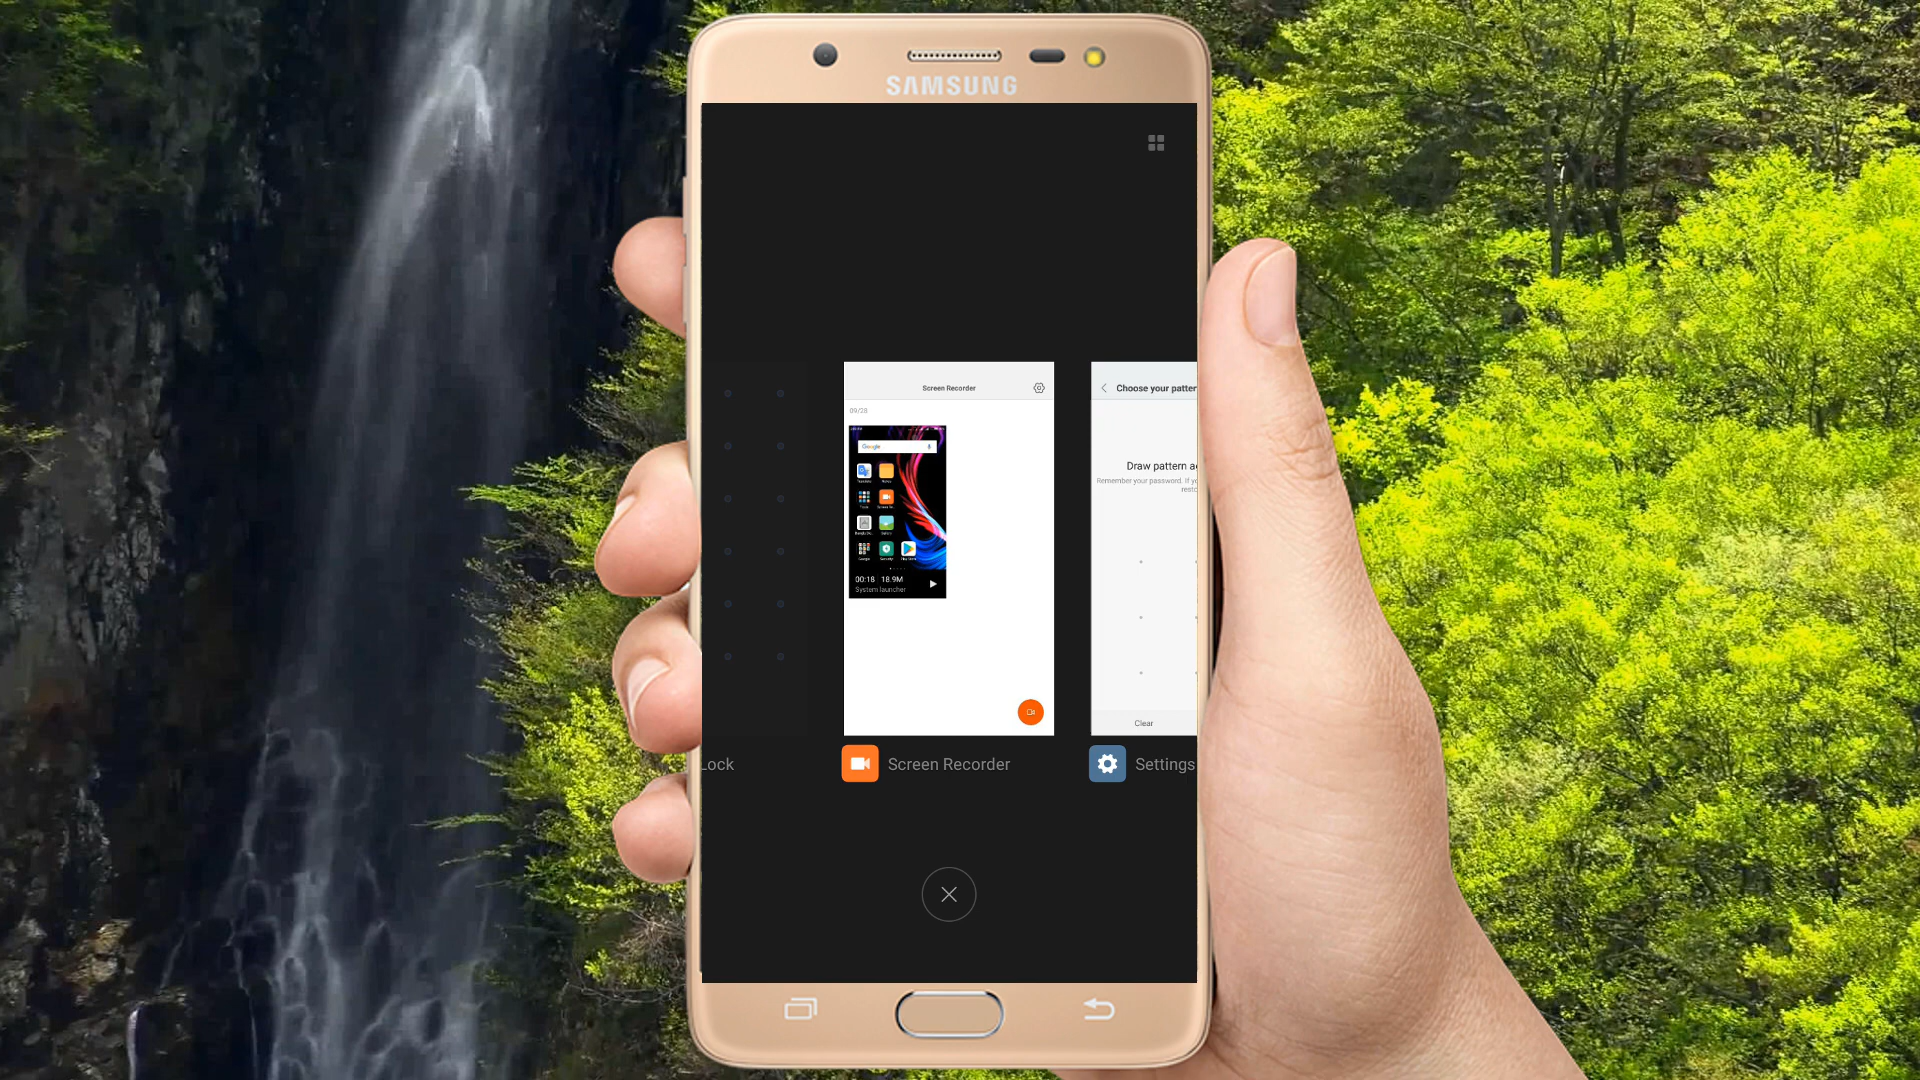 SAMSUNG
Screen Recorder
09/28
Google
00:18 18.9M
System launcher
Choose your patter
Draw pattern a
Remember your password. If y
resto
Clear
Lock
Screen Recorder
Settings